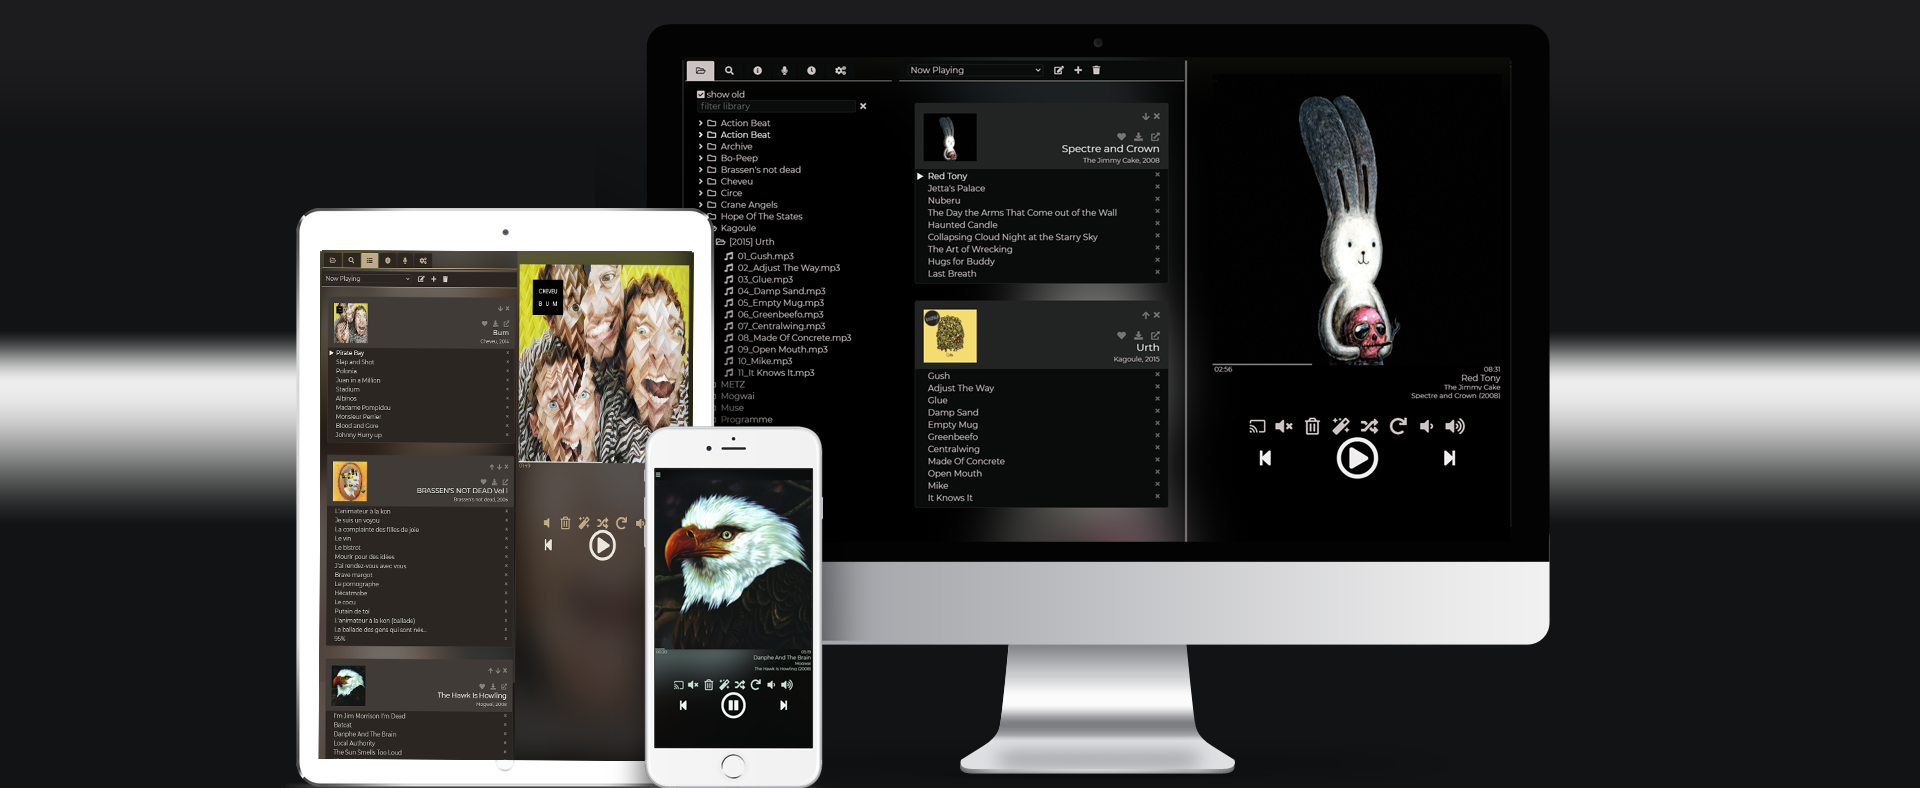 Now Playing
show old
filter library
Action Beat
Action Beat
Archive
Bo-Peep
Brassen's not dead
Cheveu
Circe
Crane Angels
Hope Of The States
Kagoule
[2015] Urth
01_Gush.mp3
02_Adjust The Way.mp3
03_Glue.mp3
04_Damp Sand.mp3
05_Empty Mug.mp3
06_Greenbeefo.mp3
07_Centralwing.mp3
08_Made Of Concrete.mp3
09_Open Mouth.mp3
10_Mike.mp3
11_It Knows It.mp3
METZ
Mogwai
Muse
Programme
Spectre and Crown
The Jimmy Cake, 2008
Red Tony
Jetta's Palace
Nuberu
The Day the Arms That Come out of the Wall
Haunted Candle
Collapsing Cloud Night at the Starry Sky
The Art of Wrecking
Hugs for Buddy
Last Breath
Urth
Kagoule, 2015
Gush
Adjust The Way
Glue
Damp Sand
Empty Mug
Greenbeefo
Centralwing
Made Of Concrete
Open Mouth
Mike
It Knows It
02:56
08:31
Red Tony
The Jimmy Cake
Spectre and Crown (2008)
Now Playing
Bum
Cheveu, 2014
Pirate Bay
Slap and Shot
Polonia
Juan in a Million
Stadium
Albinos
Madame Pompidou
Monsieur Perrier
Blood and Gore
Johnny Hurry up
BRASSEN'S NOT DEAD Vol 1
Brassen's not dead, 2006
L'animateur à la kon
Je suis un voyou
La complainte des filles de joie
Le vin
Le bistrot
Mourir pour des idées
J'ai rendez-vous avec vous
Brave margot
Le pornographe
Hécatmobe
Le cocu
Putain de toi
L'animateur à la kon (ballade)
La ballade des gens qui sont nés...
95%
The Hawk Is Howling
Mogwai, 2008
I'm Jim Morrison I'm Dead
Batcat
Danphe And The Brain
Local Authority
The Sun Smells Too Loud
CHEVEU
BUM
Danphe And The Brain
Mogwai
The Hawk Is Howling (2008)